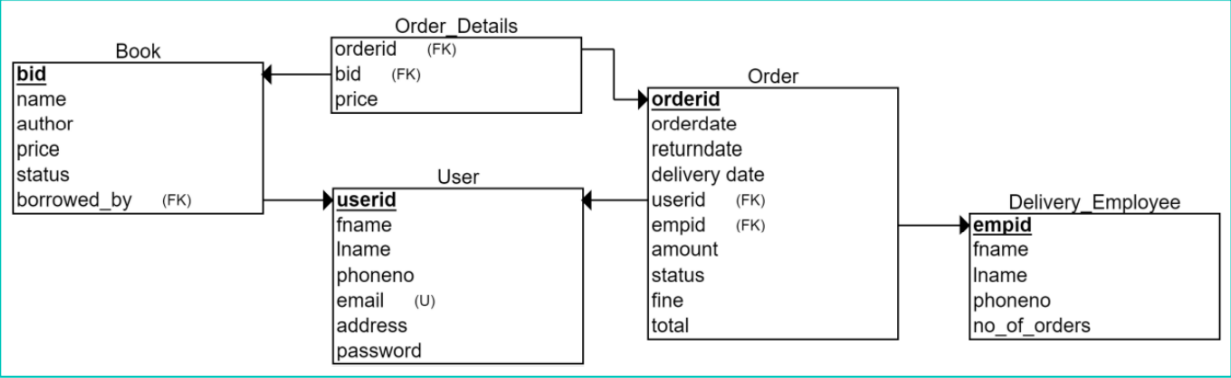 Book
bid
name
author
price
status
borrowed_by (FK)
Order_Details
orderid (FK)
bid (FK)
price
User
userid
fname
lname
phoneno
email (U)
address
password
Order
orderid
orderdate
returndate
delivery date
userid (FK)
empid (FK)
amount
status
fine
total
Delivery_Employee
empid
fname
lname
phoneno
no_of_orders